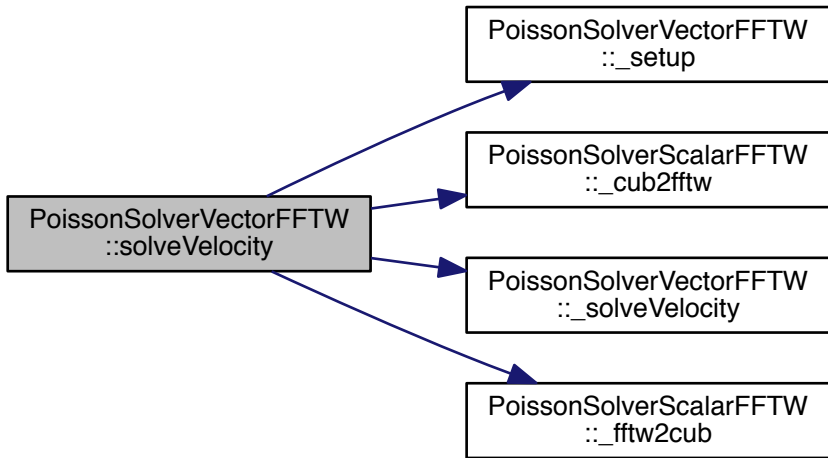 PoissonSolverVectorFFTW
::solveVelocity
PoissonSolverVectorFFTW
::_setup
PoissonSolverScalarFFTW
::_cub2fftw
PoissonSolverVectorFFTW
::_solveVelocity
PoissonSolverScalarFFTW
::_fftw2cub